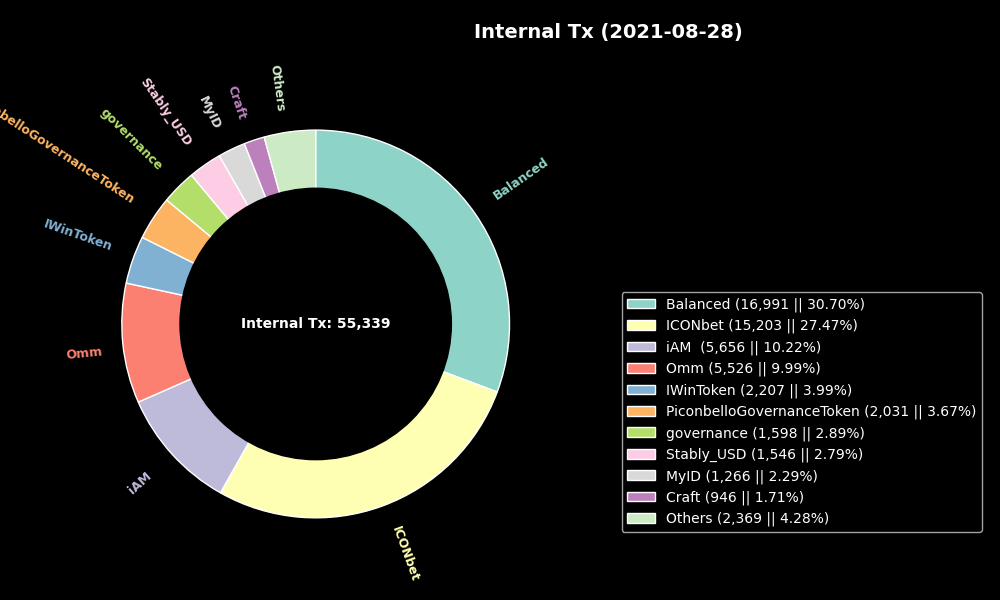 Internal Tx (2021-08-28)
Others
Craft
MyID
Stably_USD
governance
belloGovernanceToken
IWinToken
Omm
iAM
ICONbet
Balanced
Internal Tx: 55,339
Balanced (16,991 || 30.70%)
ICONbet (15,203 || 27.47%)
iAM  (5,656 || 10.22%)
Omm (5,526 || 9.99%)
IWinToken (2,207 || 3.99%)
PiconbelloGovernanceToken (2,031 || 3.67%)
governance (1,598 || 2.89%)
Stably_USD (1,546 || 2.79%)
MyID (1,266 || 2.29%)
Craft (946 || 1.71%)
Others (2,369 || 4.28%)